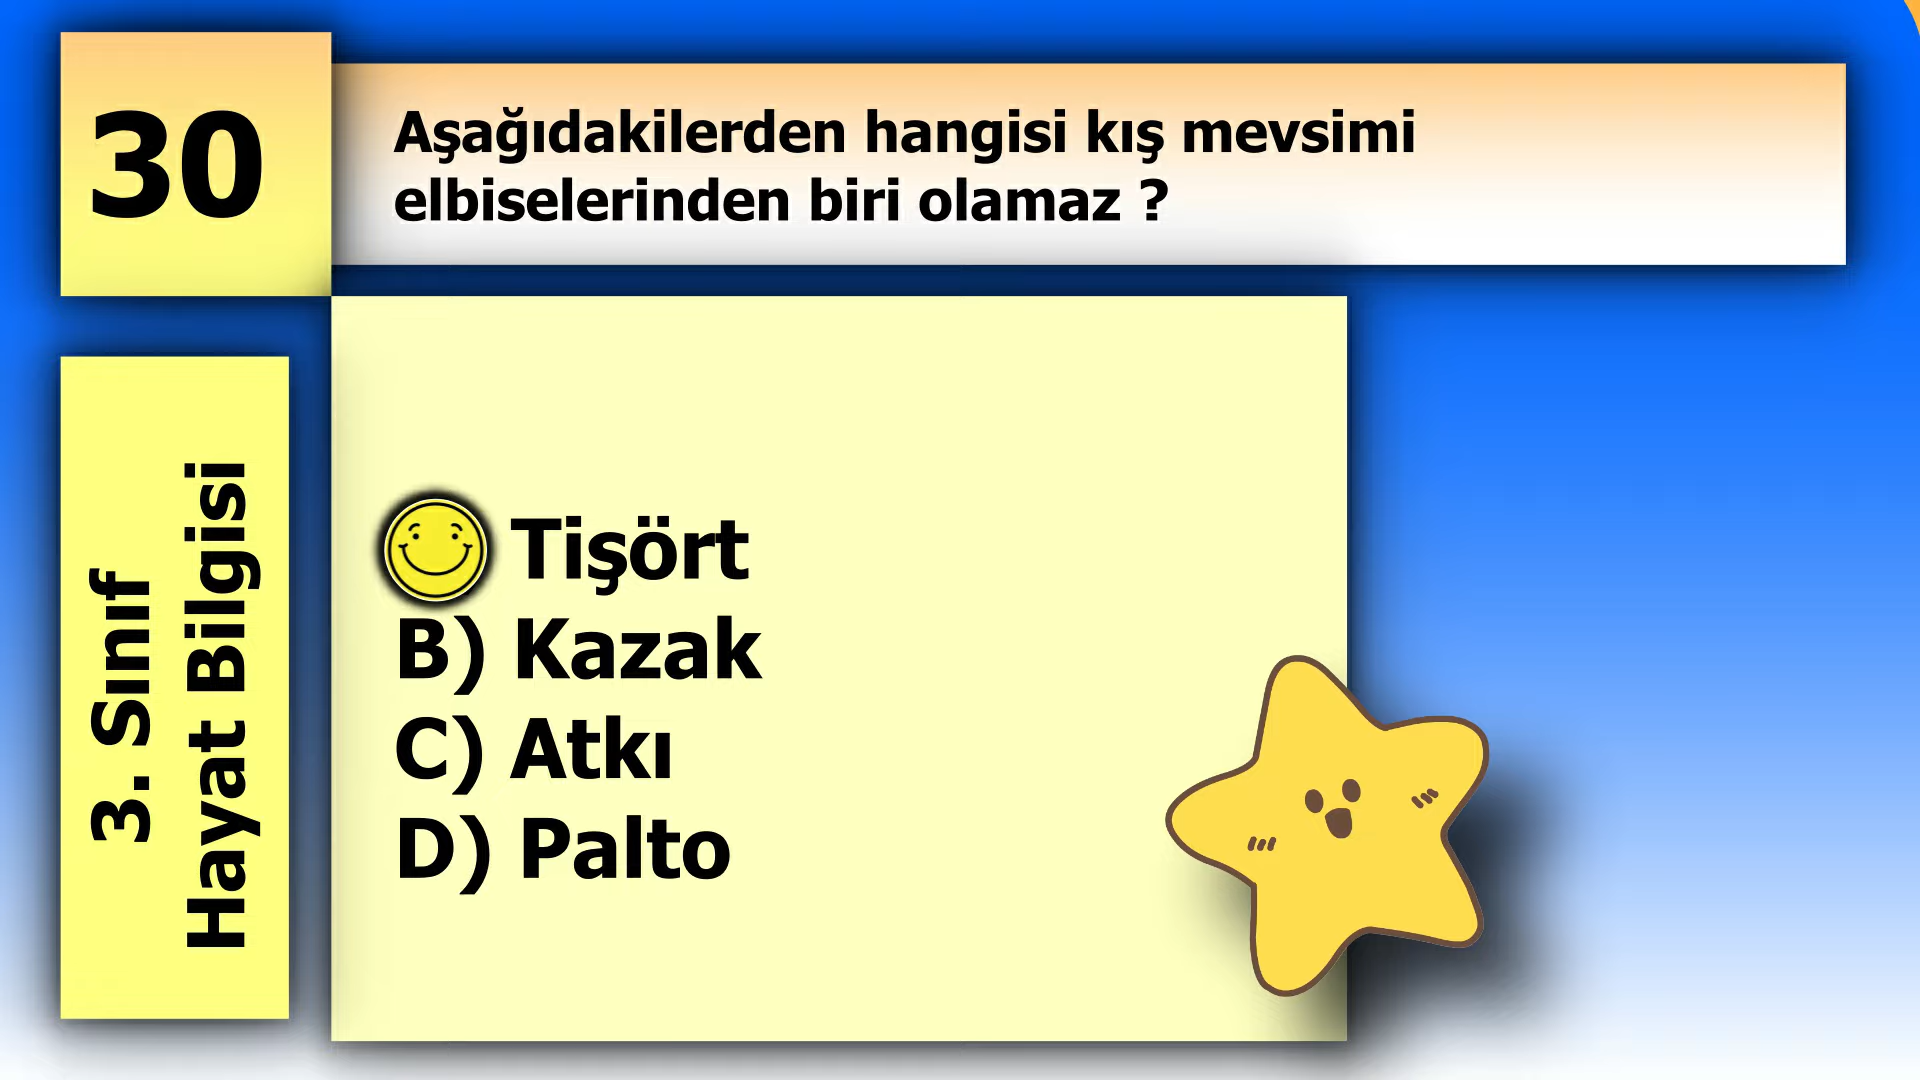 30
Aşağıdakilerden hangisi kış mevsimi
elbiselerinden biri olamaz ?
3. Sınıf
Hayat Bilgisi
Tişört
B) Kazak
C) Atkı
D) Palto